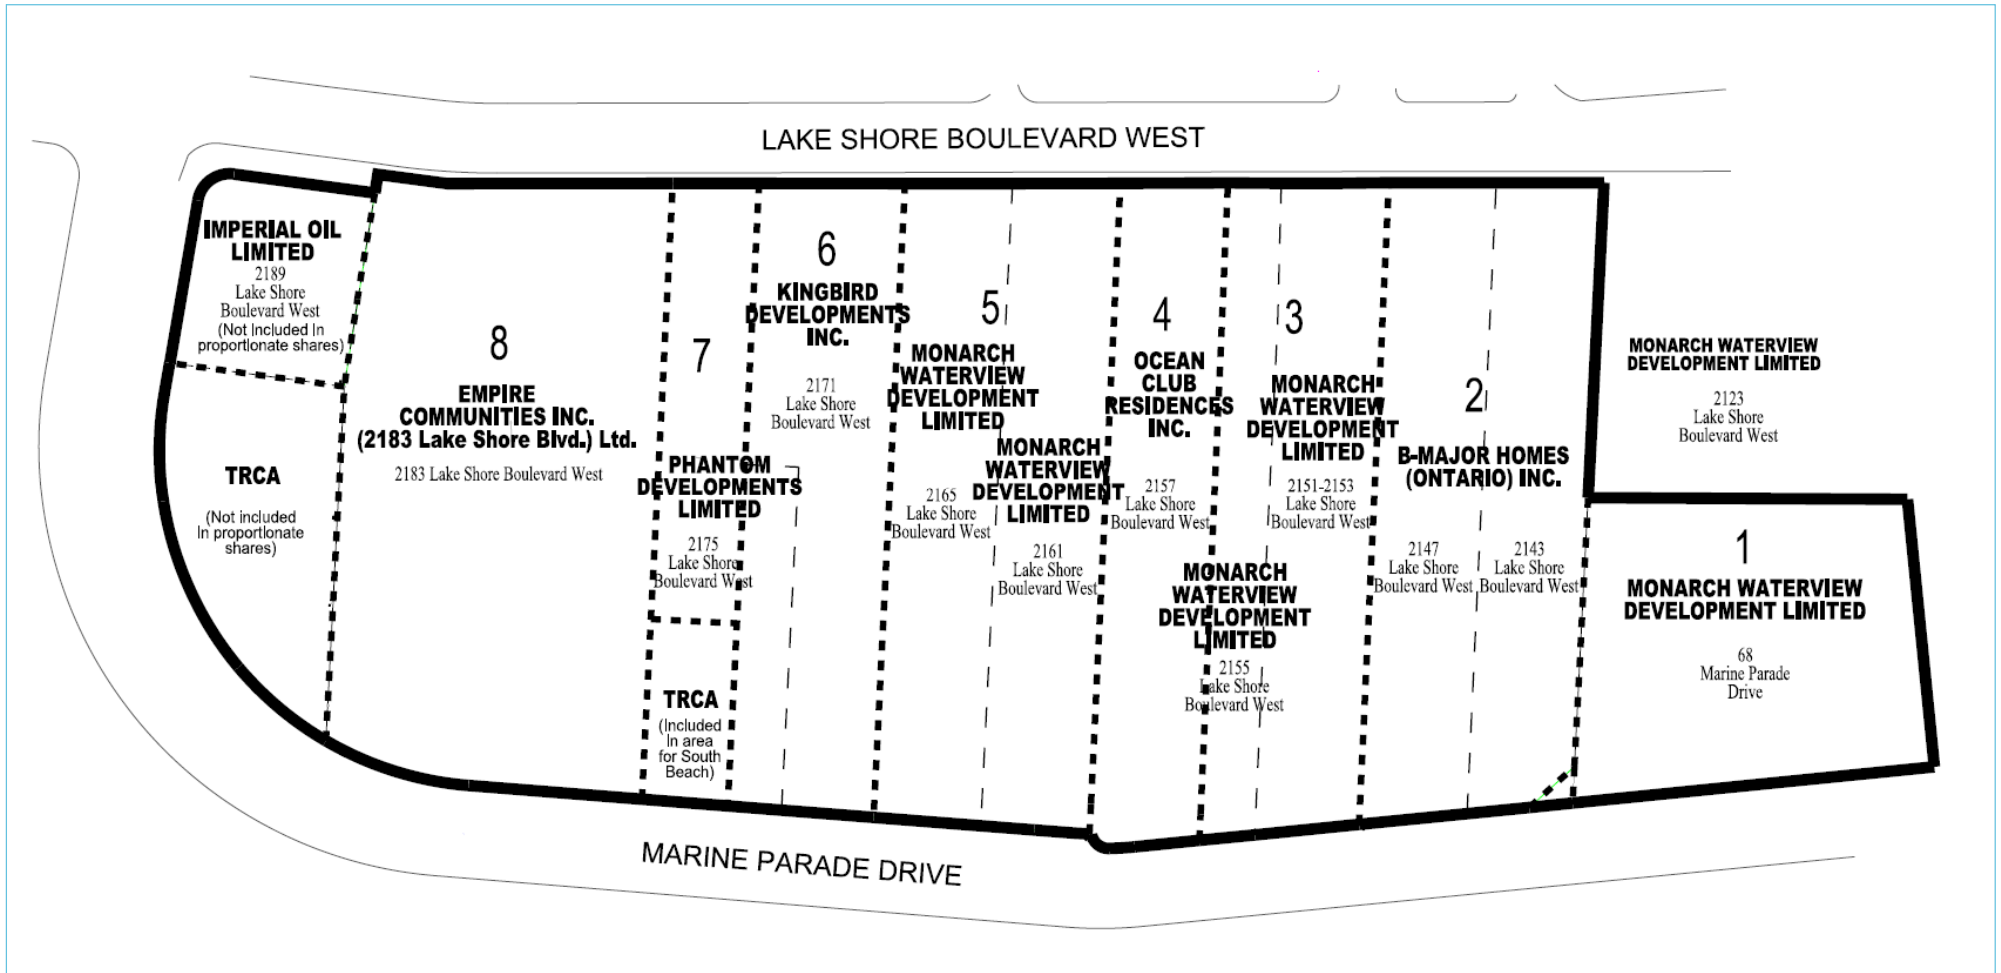 LAKE SHORE BOULEVARD WEST
IMPERIAL OIL
LIMITED
2189
Lake Shore
Boulevard West
(Not Included In
proportionate shares)
TRCA
(Not included
In proportionate
shares)
8
EMPIRE
COMMUNITIES INC.
(2183 Lake Shore Blvd.) Ltd.
2183 Lake Shore Boulevard West
7
PHANTOM
DEVELOPMENTS
LIMITED
2175
Lake Shore
Boulevard West
TRCA
(Included
In area
for South
Beach)
6
KINGBIRD
DEVELOPMENTS
INC.
2171
Lake Shore
Boulevard West
5
MONARCH
WATERVIEW
DEVELOPMENT
LIMITED
2165
Lake Shore
Boulevard West
MONARCH
WATERVIEW
DEVELOPMENT
LIMITED
2161
Lake Shore
Boulevard West
4
OCEAN
CLUB
RESIDENCES
INC.
2157
Lake Shore
Boulevard West
MONARCH
WATERVIEW
DEVELOPMENT
LIMITED
2155
Lake Shore
Boulevard West
3
MONARCH
WATERVIEW
DEVELOPMENT
LIMITED
2151-2153
Lake Shore
Boulevard West
2
B-MAJOR HOMES
(ONTARIO) INC.
2147
Lake Shore
Boulevard West
2143
Lake Shore
Boulevard West
MONARCH WATERVIEW
DEVELOPMENT LIMITED
2123
Lake Shore
Boulevard West
1
MONARCH WATERVIEW
DEVELOPMENT LIMITED
68
Marine Parade
Drive
MARINE PARADE DRIVE